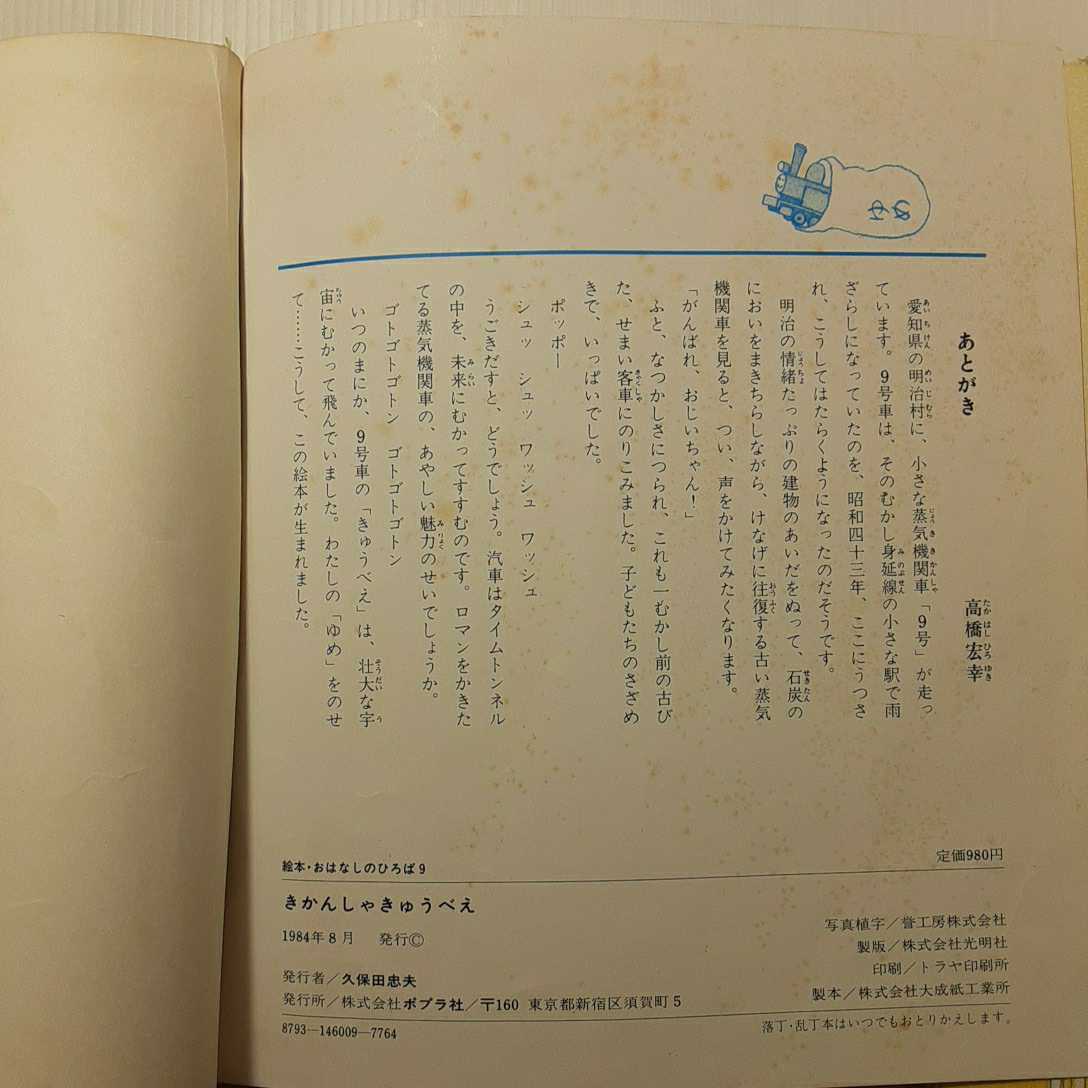 ゆめ
あとがき
高橋宏幸
たかはしひろゆき
愛知県の明治村に、小さな蒸気機関車「9号」が走っ
ています。9号車は、そのむかし身延線の小さな駅で雨
ざらしになっていたのを、昭和四十三年、ここにうつさ
れ、こうしてはたらくようになったのだそうです。
明治の情緒たっぷりの建物のあいだをぬって、石炭の
においをまきちらしながら、けなげに往復する古い蒸気
機関車を見ると、つい、声をかけてみたくなります。
「がんばれ、おじいちゃん！」
ふと、なつかしさにつられ、これも一むかし前の古び
た、せまい客車にのりこみました。子どもたちのさざめ
きで、いっぱいでした。
ポッポー
シュッ　シュッ　ワッシュ　ワッシュ
うごきだすと、どうでしょう。汽車はタイムトンネル
の中を、未来にむかってすすむのです。ロマンをかきた
てる蒸気機関車の、あやしい魅力のせいでしょうか。
ゴトゴトゴトン　ゴトゴトゴトン
いつのまにか、9号車の「きゅうべえ」は、壮大な宇
宙にむかって飛んでいました。わたしの「ゆめ」をのせ
て……こうして、この絵本が生まれました。
絵本・おはなしのひろば9
定価980円
きかんしゃきゅうべえ
1984年8月　発行©
発行者／久保田忠夫
発行所／株式会社ポプラ社／〒160　東京都新宿区須賀町5
8793―146009―7764
写真植字／誉工房株式会社
製版／株式会社光明社
印刷／トラヤ印刷所
製本／株式会社大成紙工業所
落丁・乱丁本はいつでもおとりかえします。